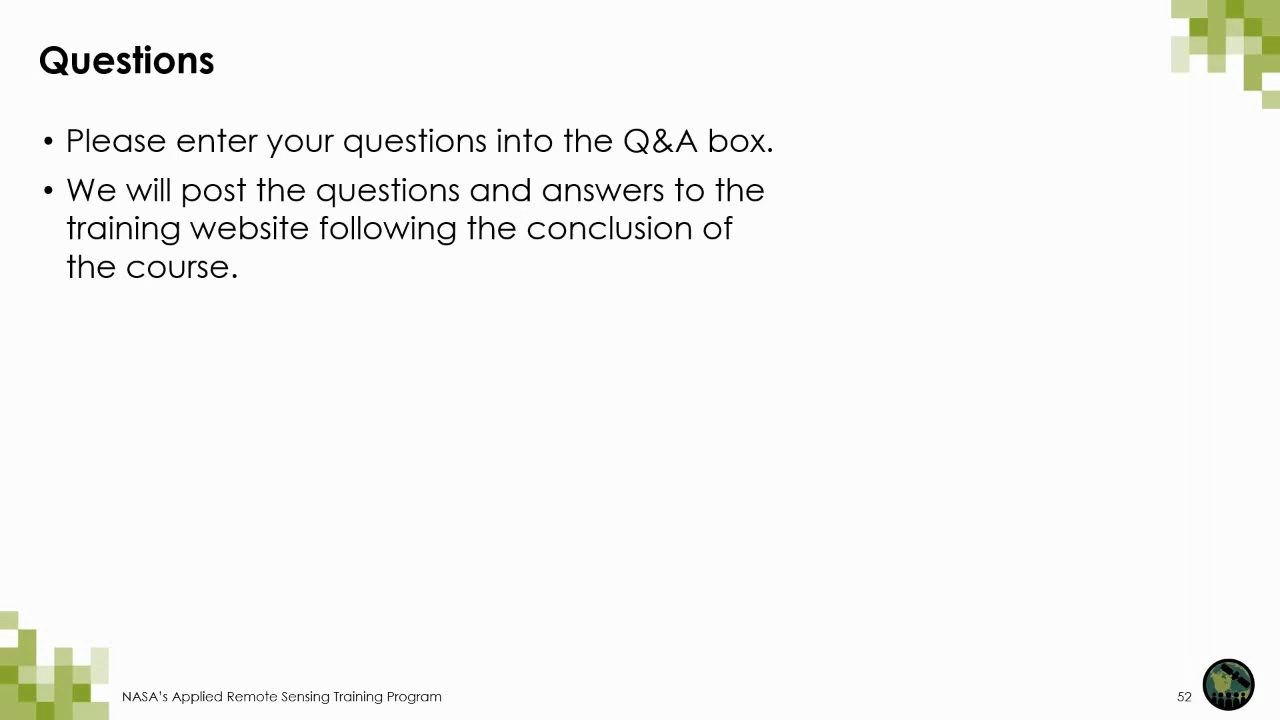 Questions
• Please enter your questions into the Q&A box.
• We will post the questions and answers to the
training website following the conclusion of
the course.
NASA's Applied Remote Sensing Training Program
52